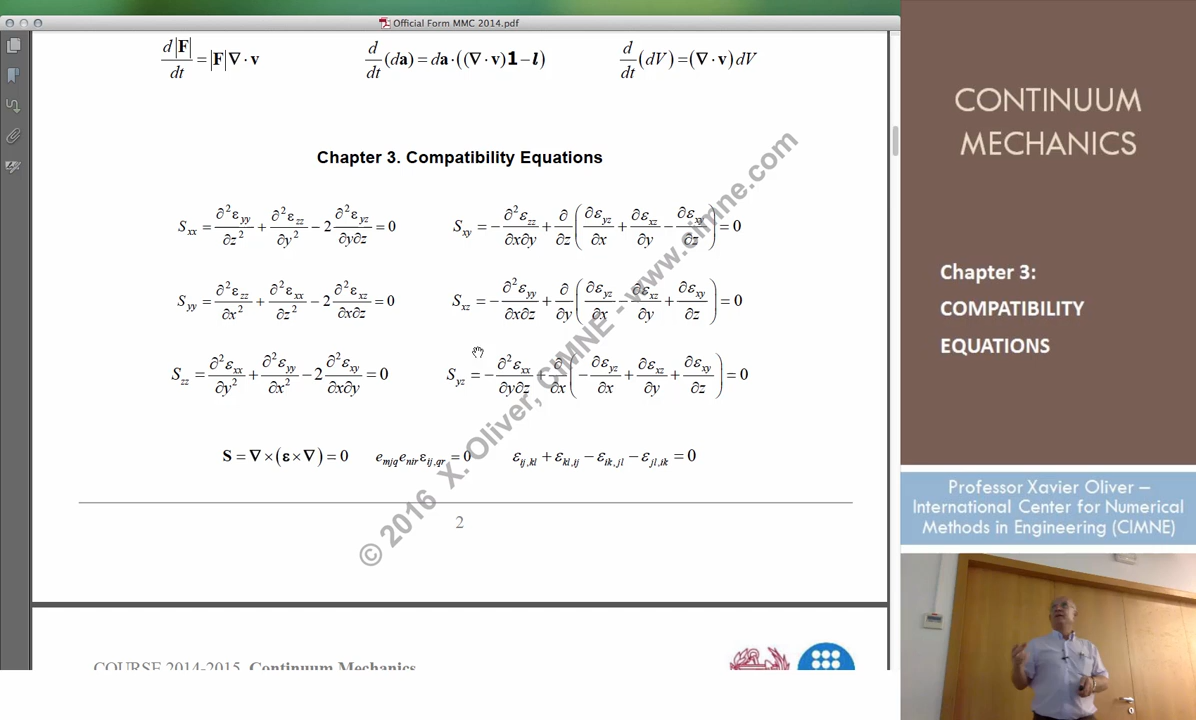 Official Form MMC 2014.pdf
d|F|/dt = |F|∇·v    d/dt (da) = da·((∇·v)1 − l)    d/dt (dV) = (∇·v)dV
Chapter 3. Compatibility Equations
S_xx = ∂²ε_yy/∂z² + ∂²ε_zz/∂y² − 2 ∂²ε_yz/∂y∂z = 0    S_xy = − ∂²ε_zz/∂x∂y + ∂/∂z (∂ε_yz/∂x + ∂ε_xz/∂y − ∂ε_xy/∂z) = 0
S_yy = ∂²ε_zz/∂x² + ∂²ε_xx/∂z² − 2 ∂²ε_xz/∂x∂z = 0    S_xz = − ∂²ε_yy/∂x∂z + ∂/∂y (∂ε_yz/∂x − ∂ε_xz/∂y + ∂ε_xy/∂z) = 0
S_zz = ∂²ε_xx/∂y² + ∂²ε_yy/∂x² − 2 ∂²ε_xy/∂x∂y = 0    S_yz = − ∂²ε_xx/∂y∂z + ∂/∂x (− ∂ε_yz/∂x + ∂ε_xz/∂y + ∂ε_xy/∂z) = 0
S = ∇×(ε×∇) = 0    e_mjq e_nir ε_ij,qr = 0    ε_ij,kl + ε_kl,ij − ε_ik,jl − ε_jl,ik = 0
2
© 2016 X. Oliver, CIMNE - www.cimne.com
COURSE 2014-2015. Continuum Mechanics
CONTINUUM
MECHANICS
Chapter 3:
COMPATIBILITY
EQUATIONS
Professor Xavier Oliver –
International Center for Numerical
Methods in Engineering (CIMNE)